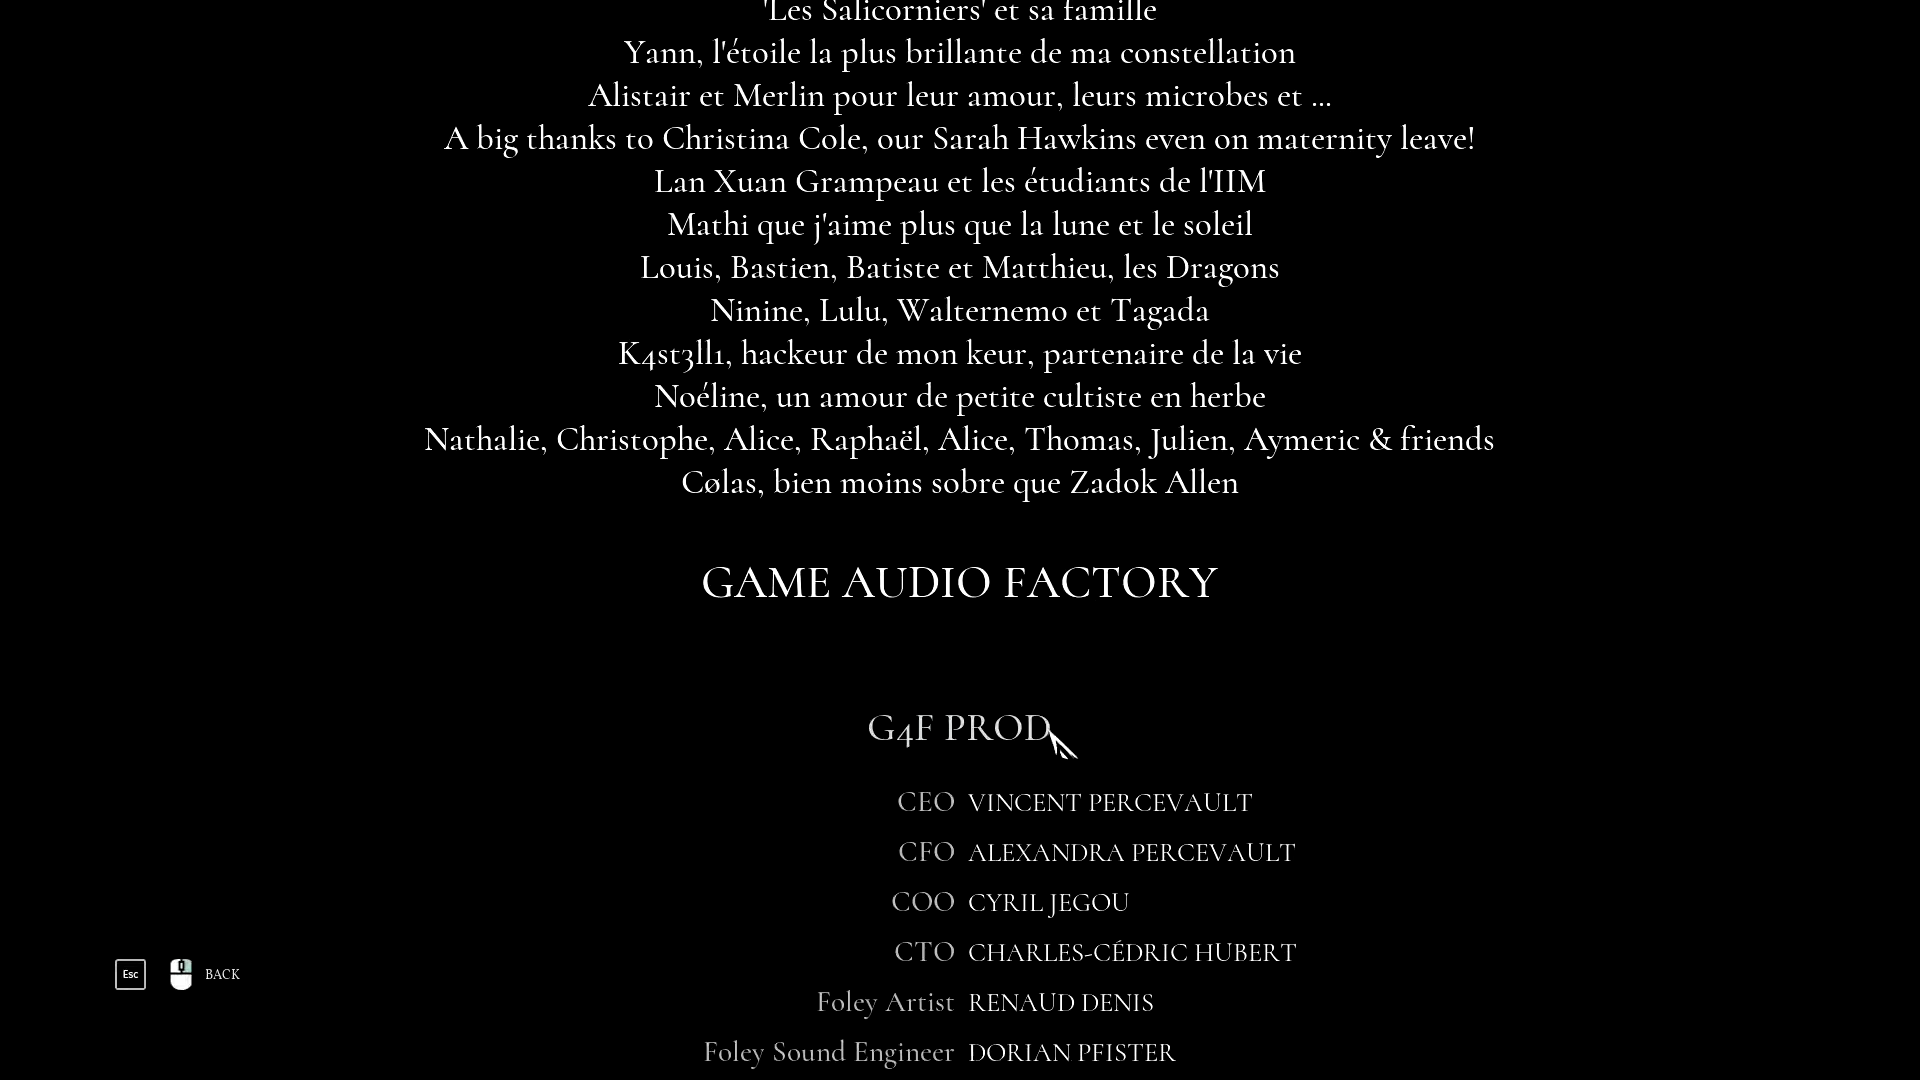 'Les Salicorniers' et sa famille
Yann, l'étoile la plus brillante de ma constellation
Alistair et Merlin pour leur amour, leurs microbes et ...
A big thanks to Christina Cole, our Sarah Hawkins even on maternity leave!
Lan Xuan Grampeau et les étudiants de l'IIM
Mathi que j'aime plus que la lune et le soleil
Louis, Bastien, Batiste et Matthieu, les Dragons
Ninine, Lulu, Walternemo et Tagada
K4st3ll1, hackeur de mon keur, partenaire de la vie
Noéline, un amour de petite cultiste en herbe
Nathalie, Christophe, Alice, Raphaël, Alice, Thomas, Julien, Aymeric & friends
Cølas, bien moins sobre que Zadok Allen
GAME AUDIO FACTORY
G4F PROD
CEO VINCENT PERCEVAULT
CFO ALEXANDRA PERCEVAULT
COO CYRIL JEGOU
CTO CHARLES-CÉDRIC HUBERT
Esc BACK
Foley Artist RENAUD DENIS
Foley Sound Engineer DORIAN PFISTER